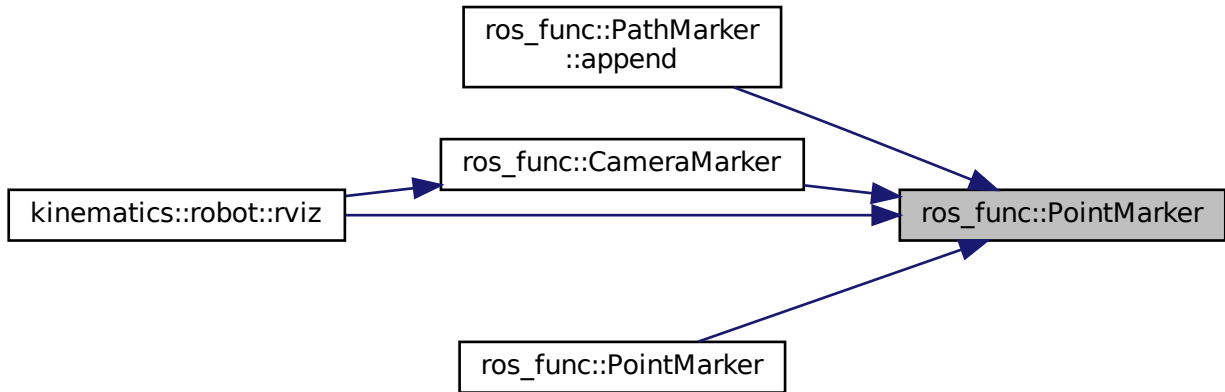 ros_func::PathMarker
::append
ros_func::CameraMarker
kinematics::robot::rviz
ros_func::PointMarker
ros_func::PointMarker